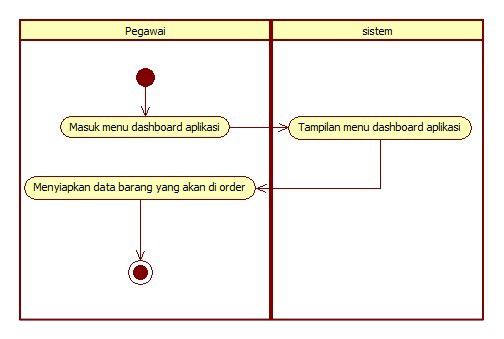 Pegawai
sistem
Masuk menu dashboard aplikasi
Tampilan menu dashboard aplikasi
Menyiapkan data barang yang akan di order